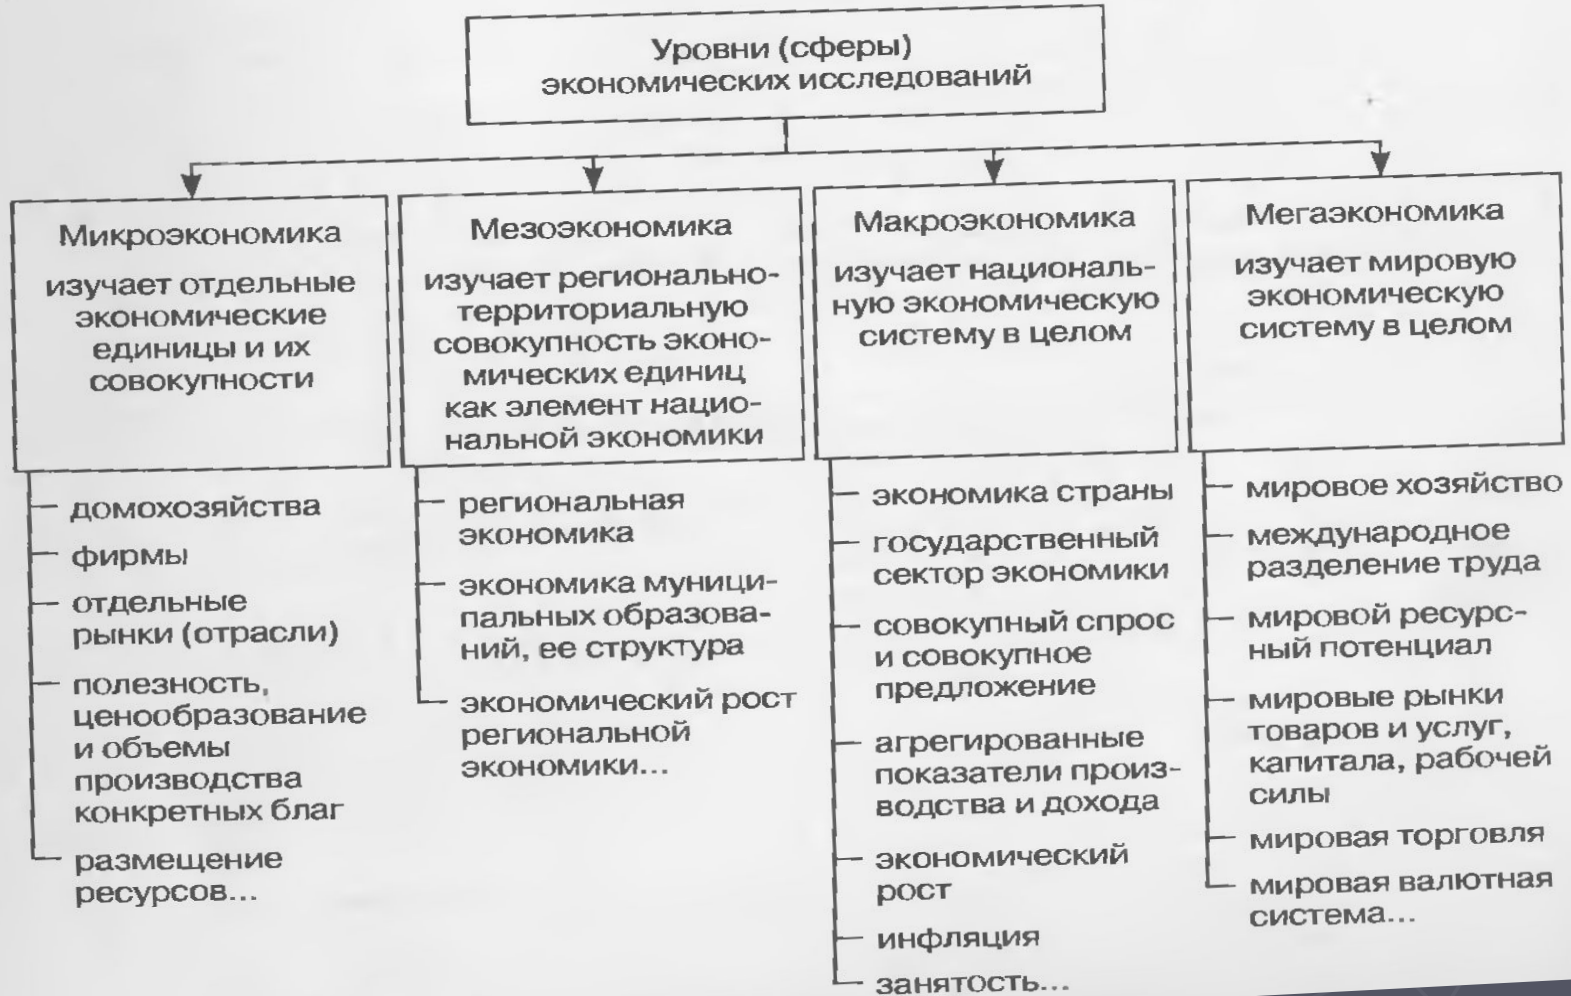 Уровни (сферы)
экономических исследований
Микроэкономика
изучает отдельные
экономические
единицы и их
совокупности
домохозяйства
фирмы
отдельные
рынки (отрасли)
полезность,
ценообразование
и объемы
производства
конкретных благ
размещение
ресурсов...
Мезоэкономика
изучает регионально-
территориальную
совокупность эконо-
мических единиц
как элемент нацио-
нальной экономики
региональная
экономика
экономика муници-
пальных образова-
ний, ее структура
экономический рост
региональной
экономики...
Макроэкономика
изучает националь-
ную экономическую
систему в целом
экономика страны
государственный
сектор экономики
совокупный спрос
и совокупное
предложение
агрегированные
показатели произ-
водства и дохода
экономический
рост
инфляция
занятость...
Мегаэкономика
изучает мировую
экономическую
систему в целом
мировое хозяйство
международное
разделение труда
мировой ресурс-
ный потенциал
мировые рынки
товаров и услуг,
капитала, рабочей
силы
мировая торговля
мировая валютная
система...